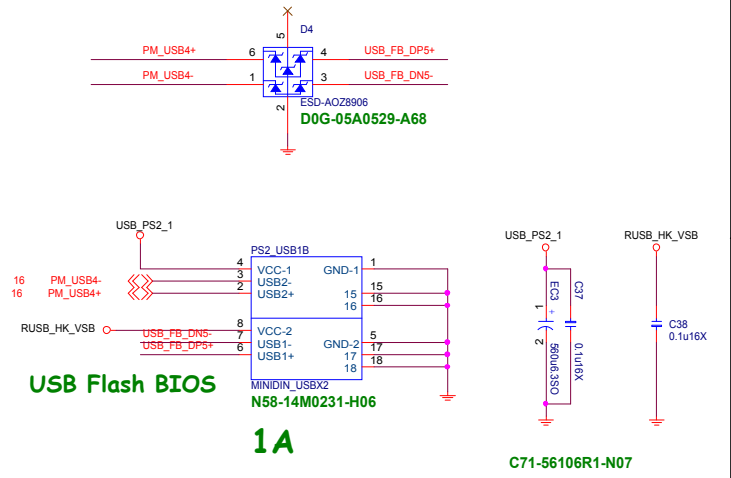 D4
5
PM_USB4+ 6 4 USB_FB_DP5+
PM_USB4- 1 3 USB_FB_DN5-
2
ESD-AOZ8906
D0G-05A0529-A68
USB_PS2_1
PS2_USB1B
4 VCC-1 GND-1 1
16 PM_USB4- 3 USB2- 15 15
16 PM_USB4+ 2 USB2+ 16 16
RUSB_HK_VSB 8 VCC-2
USB_FB_DN5- 7 USB1- GND-2 5
USB_FB_DP5+ 6 USB1+ 17 17
18 18
MINIDIN_USBX2
N58-14M0231-H06
USB Flash BIOS
1A
USB_PS2_1
EC3
1
+
2
560u6.3SO
C37
0.1u16X
RUSB_HK_VSB
C38
0.1u16X
C71-56106R1-N07